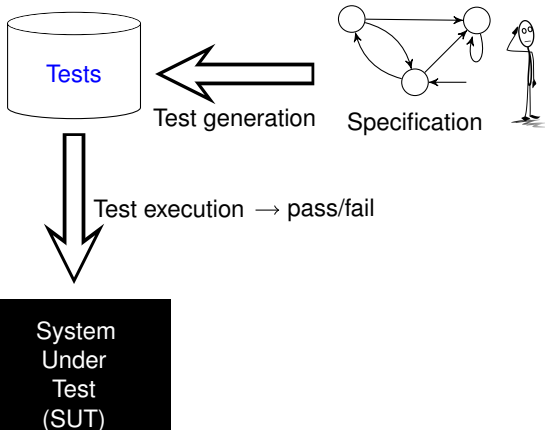 Tests
Test generation
Specification
Test execution → pass/fail
System
Under
Test
(SUT)